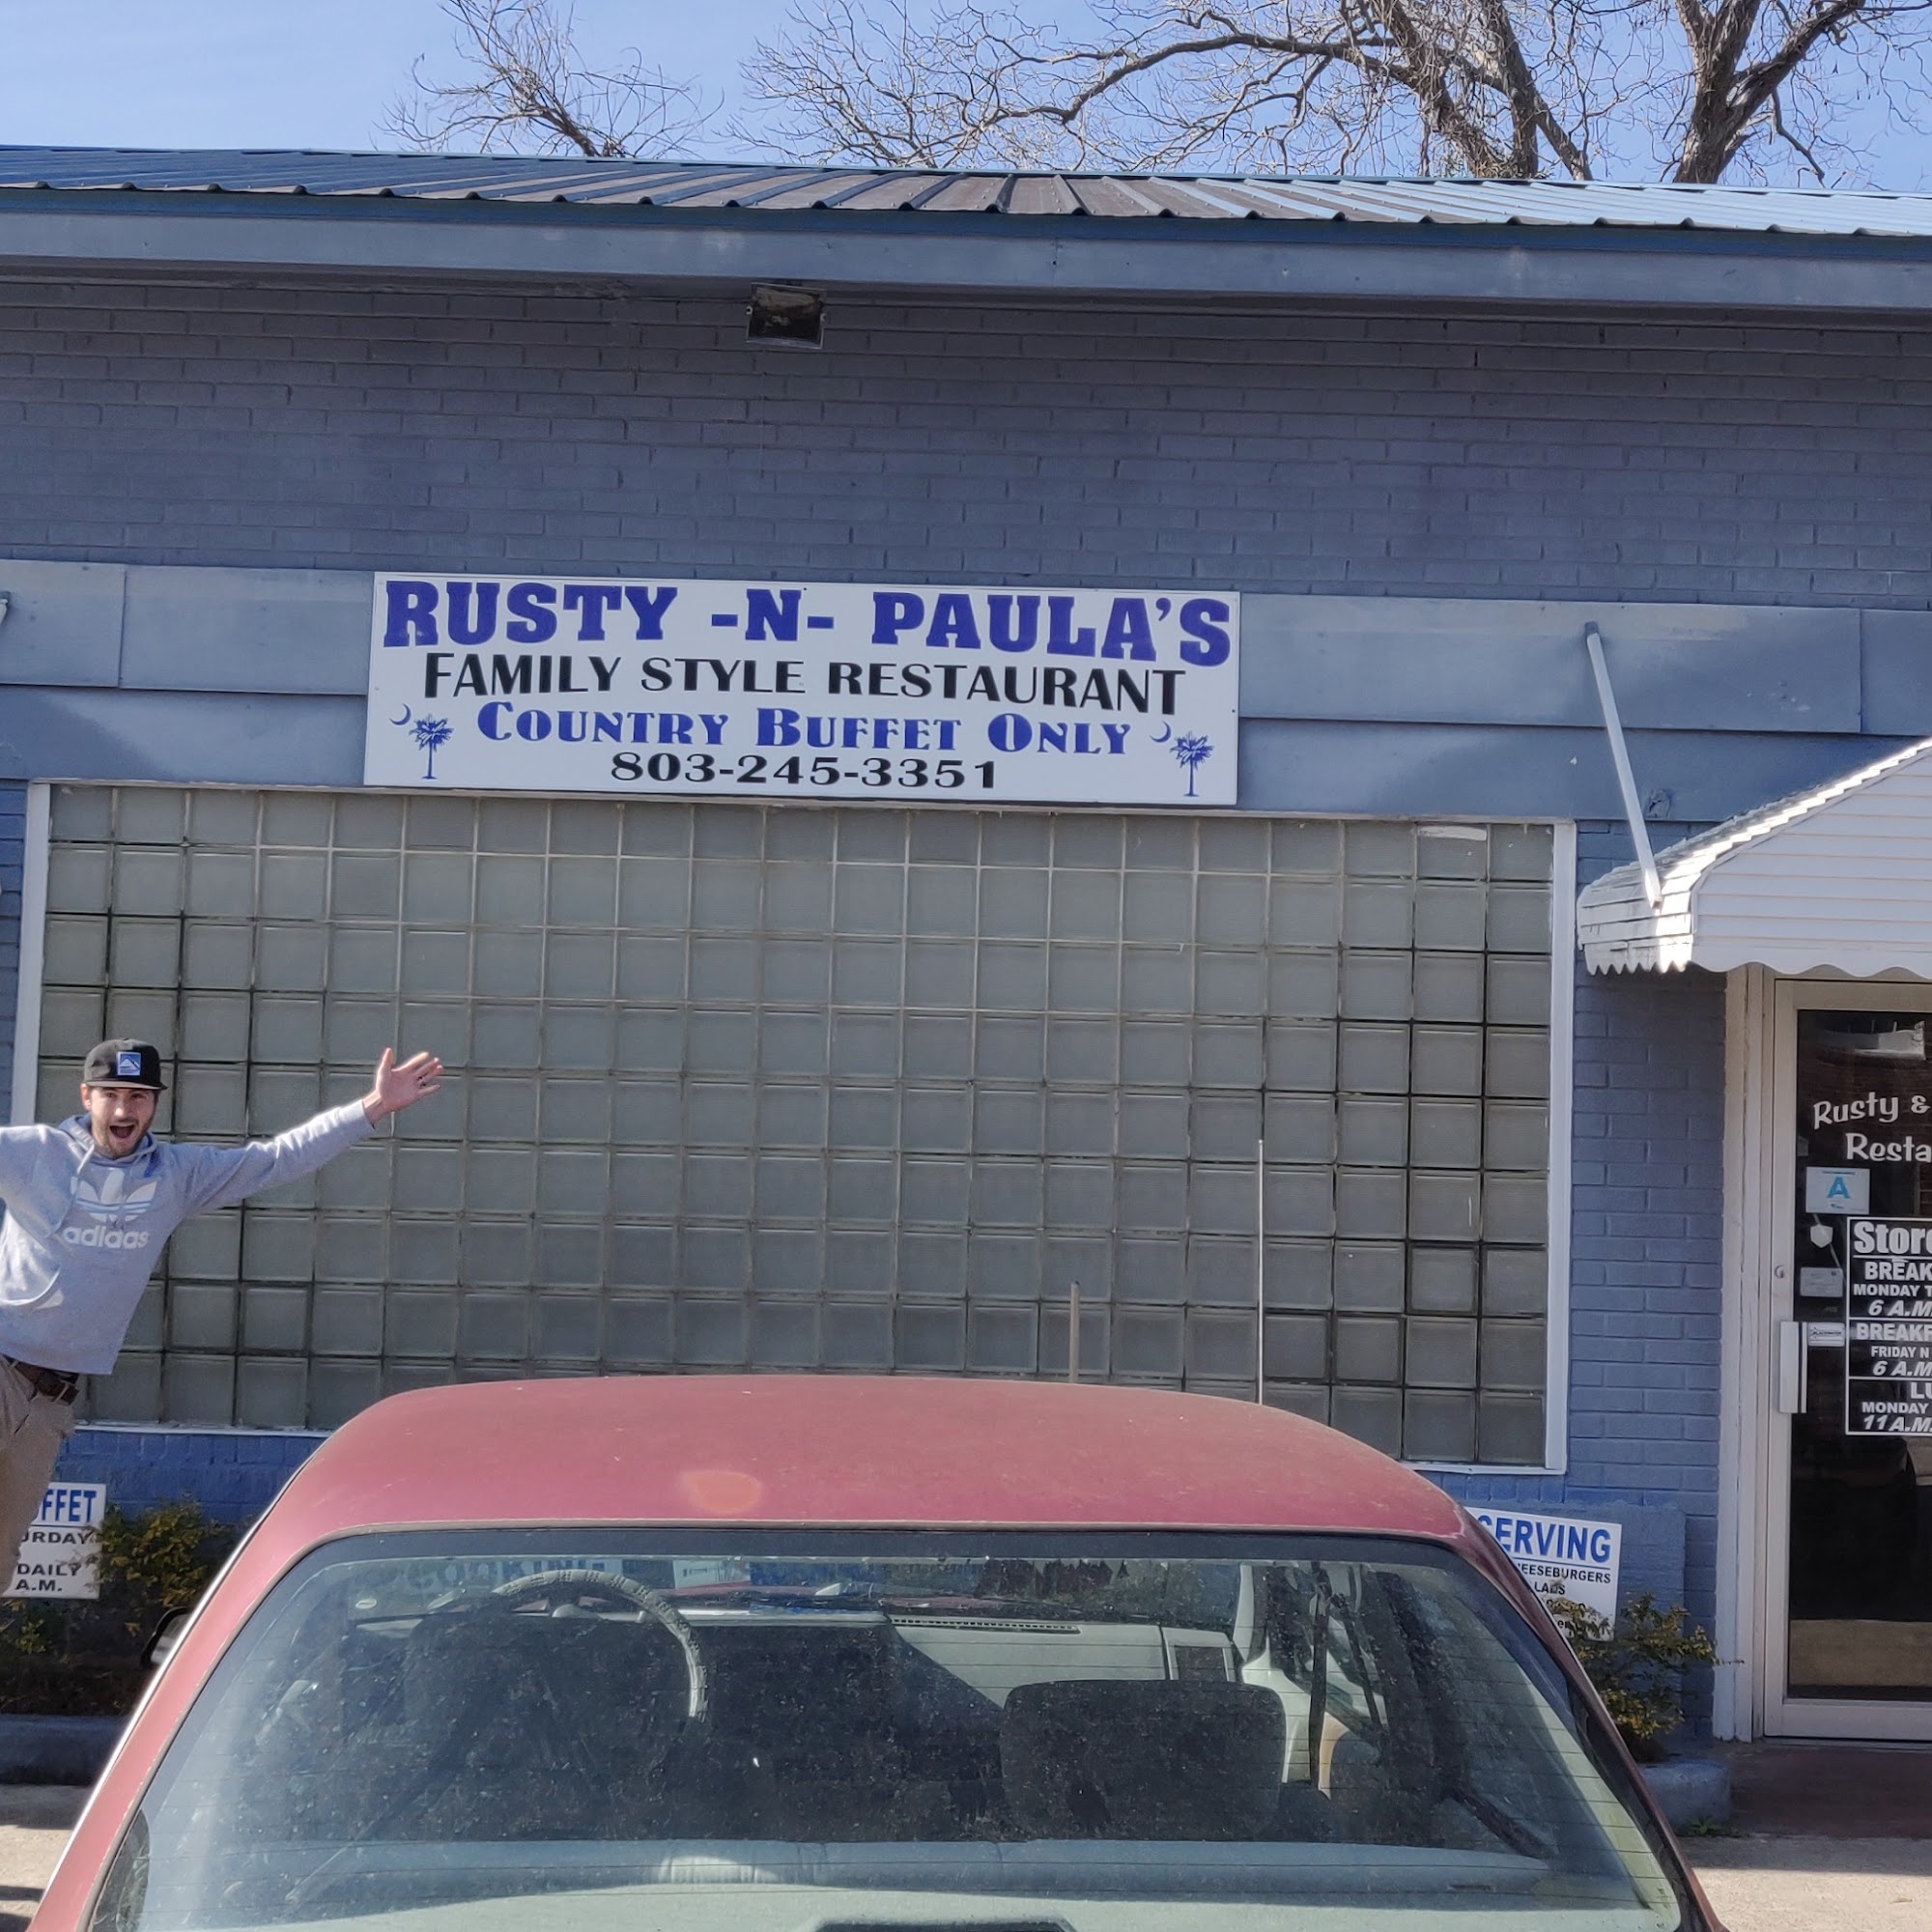 RUSTY -N- PAULA'S
FAMILY STYLE RESTAURANT
COUNTRY BUFFET ONLY
803-245-3351
adidas
Rusty &
Resta
A
Store
BREAK
MONDAY T
6 A.M.
BREAKF
FRIDAY N
6 A.M.
LU
MONDAY
11 A.M.
FFET
URDAY
DAILY
A.M.
SERVING
EESEBURGERS